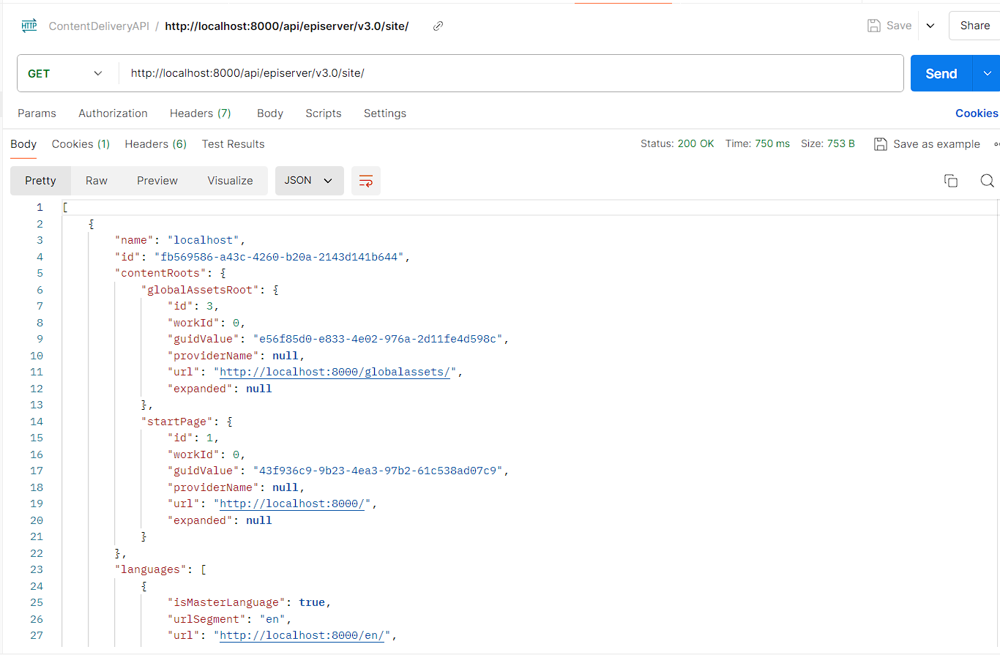 HTTP ContentDeliveryAPI / http://localhost:8000/api/episerver/v3.0/site/ Save Share
GET http://localhost:8000/api/episerver/v3.0/site/ Send
Params Authorization Headers (7) Body Scripts Settings Cookies
Body Cookies (1) Headers (6) Test Results Status: 200 OK Time: 750 ms Size: 753 B Save as example
Pretty Raw Preview Visualize JSON
1 [
2 {
3 "name": "localhost",
4 "id": "fb569586-a43c-4260-b20a-2143d141b644",
5 "contentRoots": {
6 "globalAssetsRoot": {
7 "id": 3,
8 "workId": 0,
9 "guidValue": "e56f85d0-e833-4e02-976a-2d11fe4d598c",
10 "providerName": null,
11 "url": "http://localhost:8000/globalassets/",
12 "expanded": null
13 },
14 "startPage": {
15 "id": 1,
16 "workId": 0,
17 "guidValue": "43f936c9-9b23-4ea3-97b2-61c538ad07c9",
18 "providerName": null,
19 "url": "http://localhost:8000/",
20 "expanded": null
21 }
22 },
23 "languages": [
24 {
25 "isMasterLanguage": true,
26 "urlSegment": "en",
27 "url": "http://localhost:8000/en/",